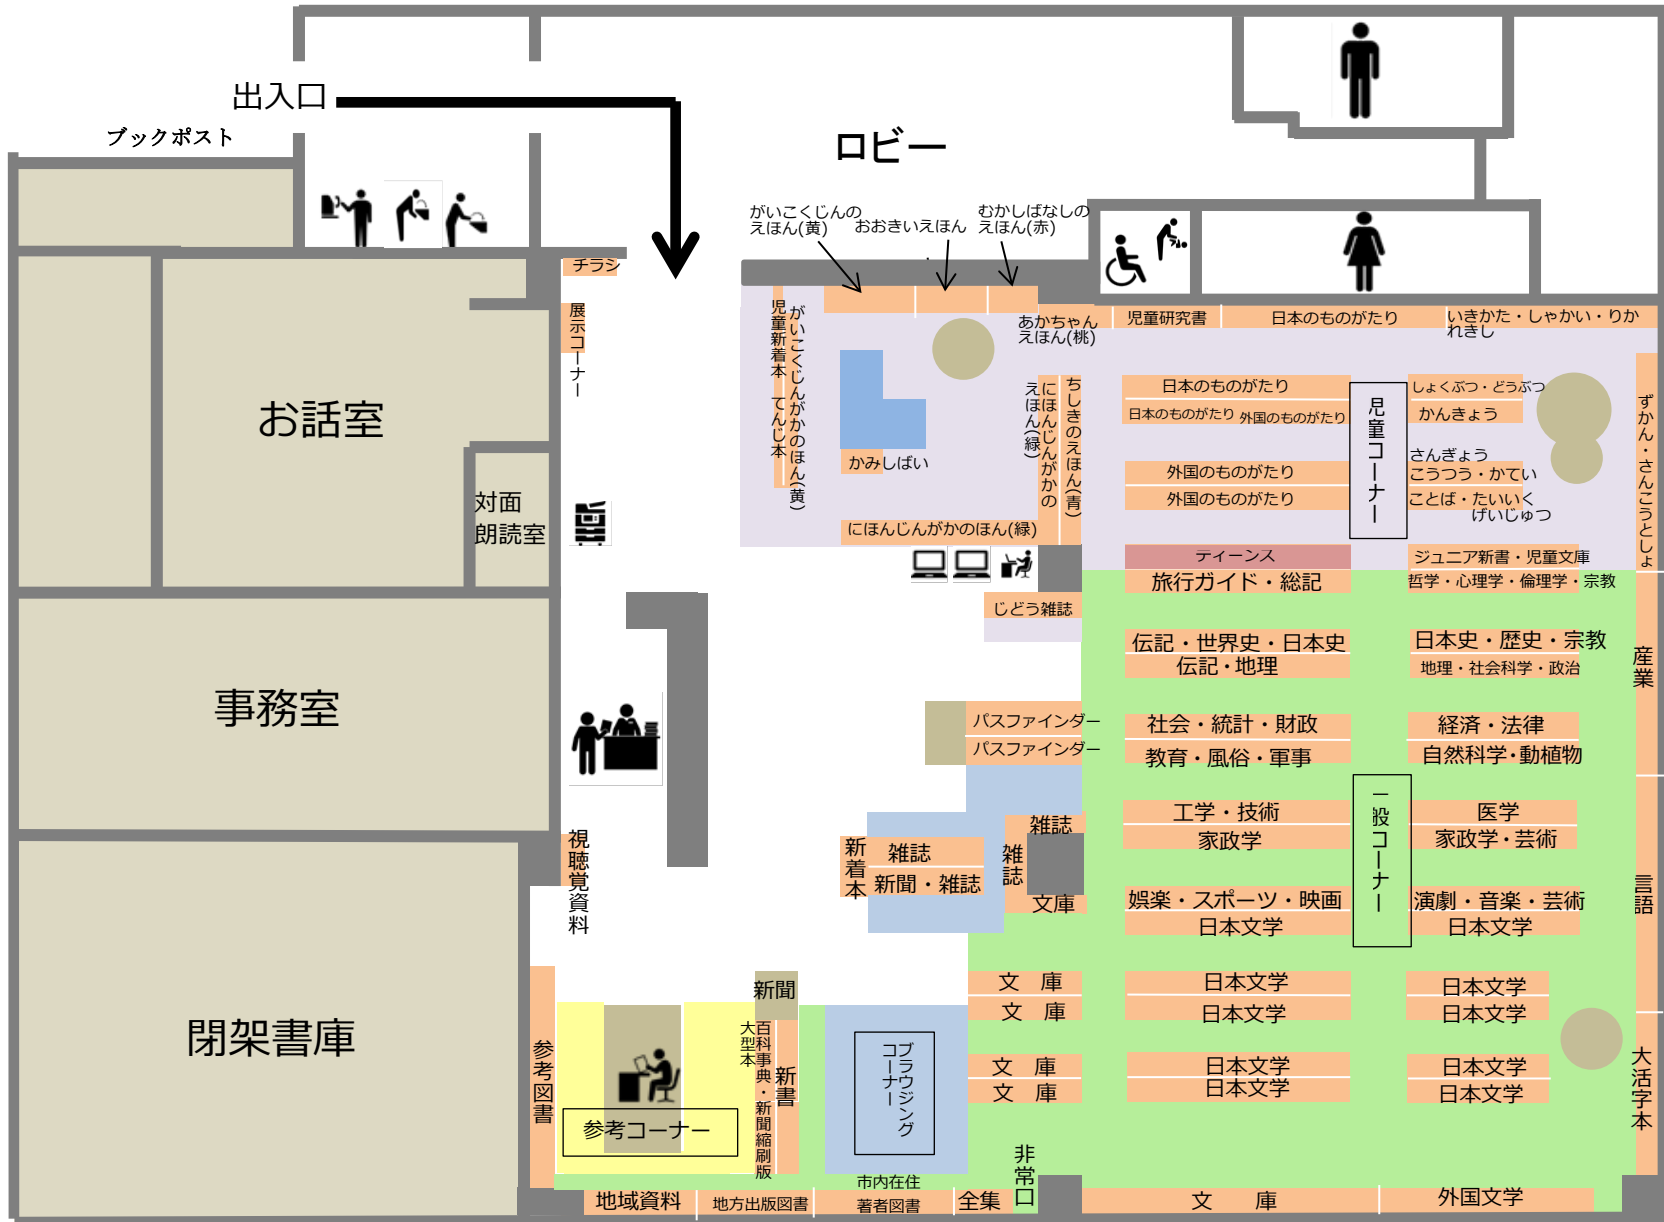 出入口
ブックポスト
ロビー
がいこくじんの
えほん(黄)
おおきいえほん
むかしばなしの
えほん(赤)
チラシ
展示コーナー
児童新着本 てんじ本
がいこくじんがかのほん(黄)
あかちゃん
えほん(桃)
児童研究書
日本のものがたり
いきかた・しゃかい・りか
れきし
お話室
対面
朗読室
かみしばい
にほんじんがかの
えほん(緑)
ちしきのえほん(青)
にほんじんがかのほん(緑)
日本のものがたり
日本のものがたり 外国のものがたり
外国のものがたり
外国のものがたり
児童コーナー
しょくぶつ・どうぶつ
かんきょう
さんぎょう
こうつう・かてい
ことば・たいいく
げいじゅつ
ずかん・さんこうとしょ
ティーンス
旅行ガイド・総記
ジュニア新書・児童文庫
哲学・心理学・倫理学・宗教
じどう雑誌
伝記・世界史・日本史
伝記・地理
日本史・歴史・宗教
地理・社会科学・政治
産業
事務室
パスファインダー
パスファインダー
社会・統計・財政
教育・風俗・軍事
経済・法律
自然科学・動植物
一般コーナー
工学・技術
家政学
医学
家政学・芸術
視聴覚資料
新着本
雑誌
新聞・雑誌
雑誌
雑誌
文庫
娯楽・スポーツ・映画
日本文学
演劇・音楽・芸術
日本文学
言語
閉架書庫
参考図書
新聞
大型本
百科事典・新聞縮刷版
新書
参考コーナー
ブラウジング
コーナー
文 庫
文 庫
文 庫
文 庫
日本文学
日本文学
日本文学
日本文学
日本文学
日本文学
日本文学
日本文学
大活字本
非常口
地域資料
地方出版図書
市内在住
著者図書
全集
文 庫
外国文学